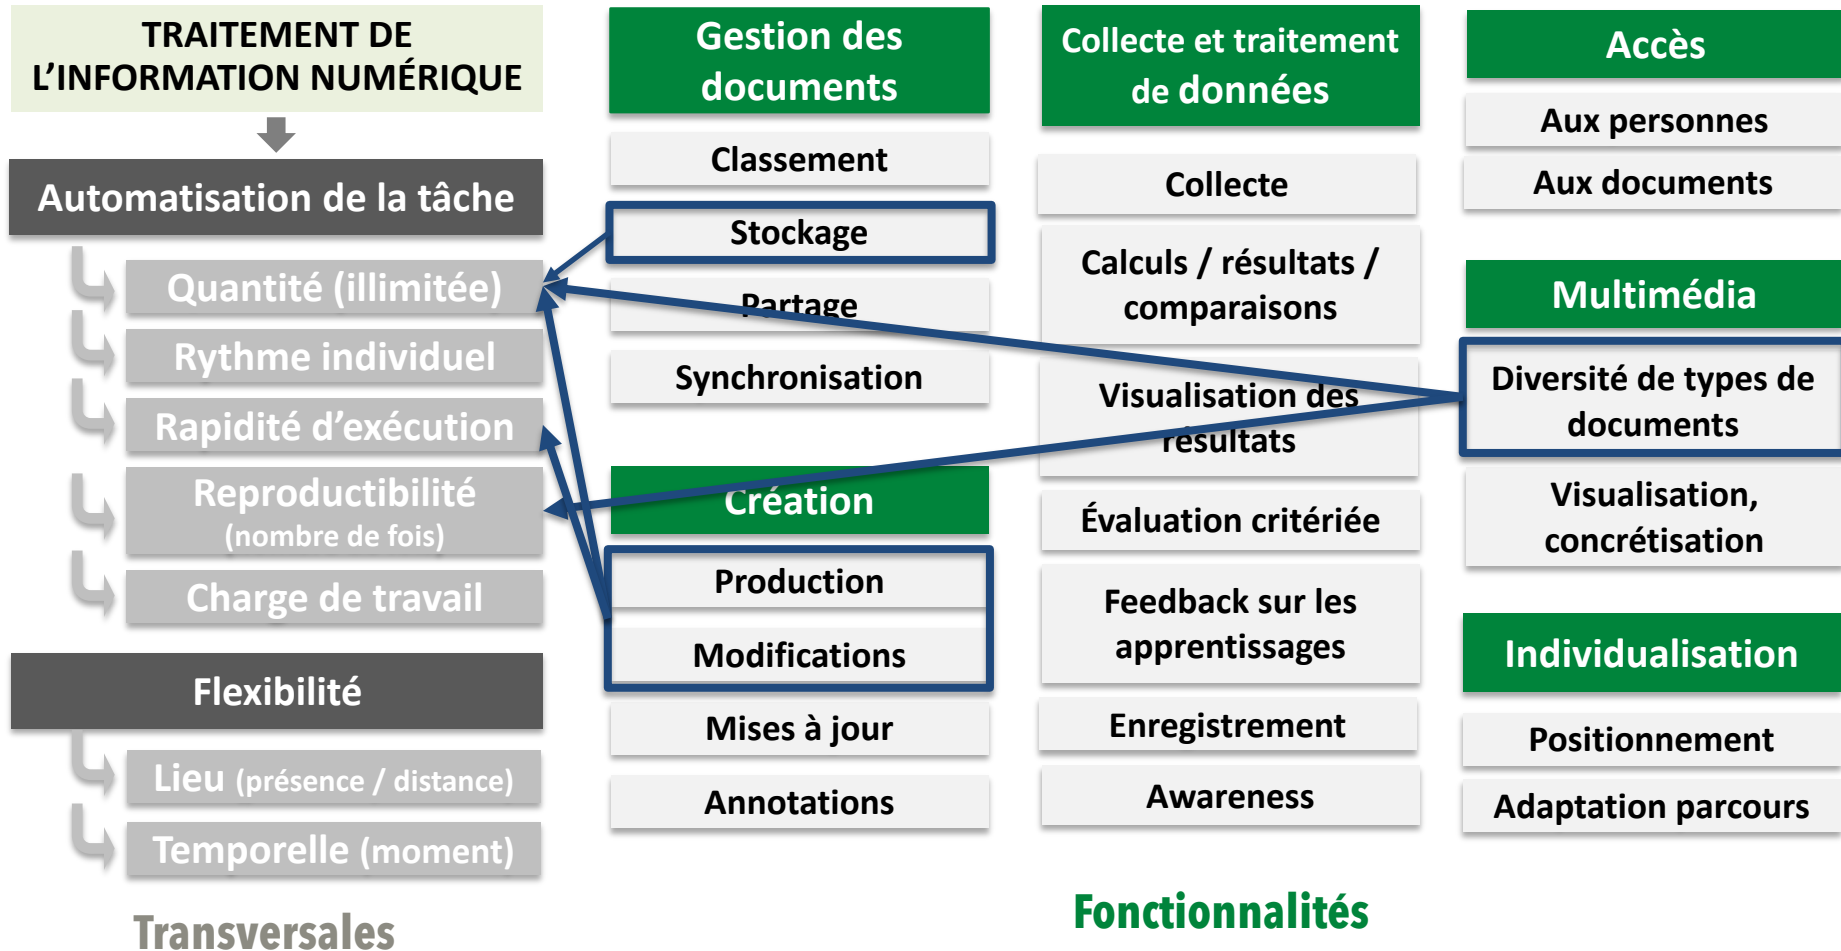 TRAITEMENT DE
L’INFORMATION NUMÉRIQUE
Automatisation de la tâche
Quantité (illimitée)
Rythme individuel
Rapidité d’exécution
Reproductibilité
(nombre de fois)
Charge de travail
Flexibilité
Lieu (présence / distance)
Temporelle (moment)
Transversales
Gestion des
documents
Classement
Stockage
Partage
Synchronisation
Création
Production
Modifications
Mises à jour
Annotations
Collecte et traitement
de données
Collecte
Calculs / résultats /
comparaisons
Visualisation des
résultats
Évaluation critériée
Feedback sur les
apprentissages
Enregistrement
Awareness
Fonctionnalités
Accès
Aux personnes
Aux documents
Multimédia
Diversité de types de
documents
Visualisation,
concrétisation
Individualisation
Positionnement
Adaptation parcours